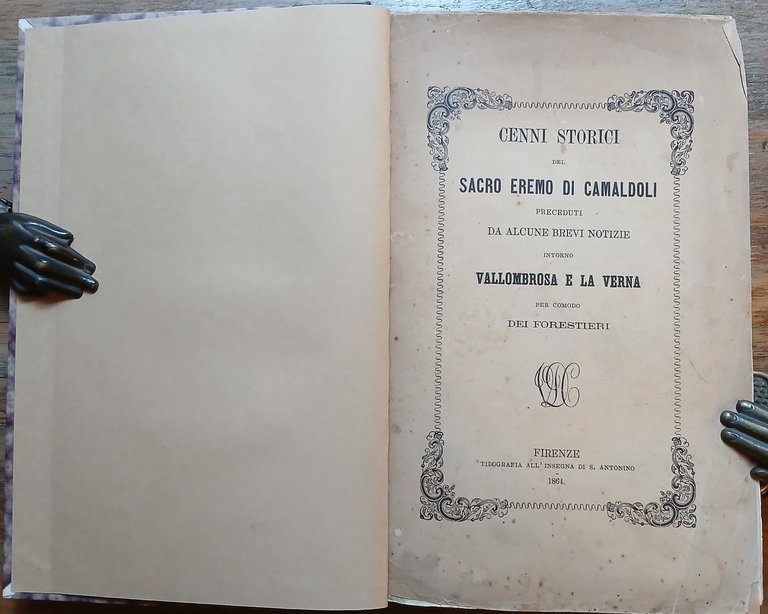 CENNI STORICI
DEL
SACRO EREMO DI CAMALDOLI
PRECEDUTI
DA ALCUNE BREVI NOTIZIE
INTORNO
VALLOMBROSA E LA VERNA
PER COMODO
DEI FORESTIERI
FIRENZE
TIPOGRAFIA ALL'INSEGNA DI S. ANTONINO
1864.